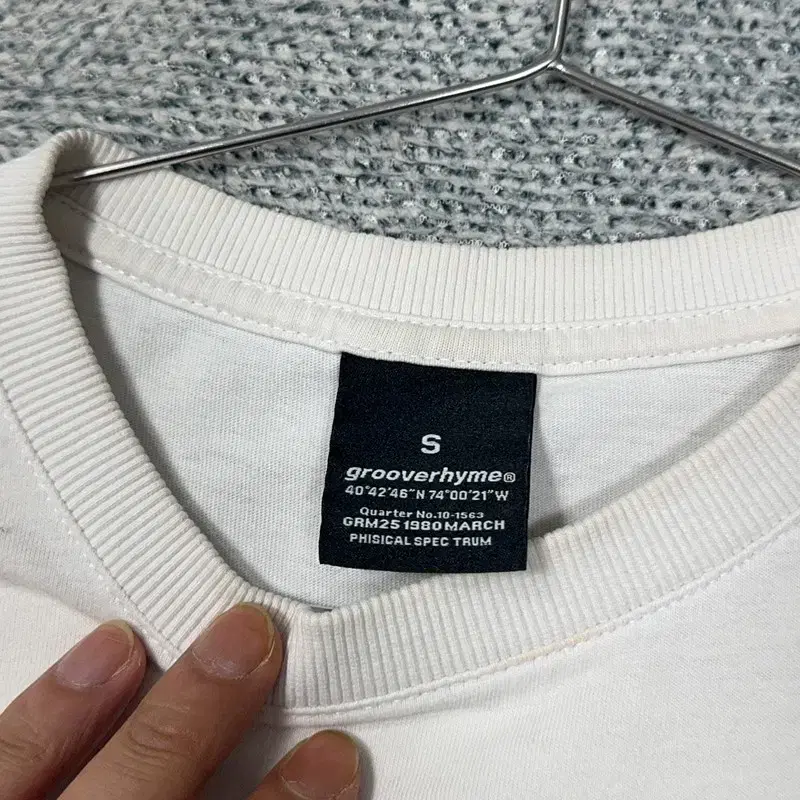 S
grooverhyme®
40°42'46"N 74°00'21"W
Quarter No.10-1563
GRM25 1980 MARCH
PHISICAL SPEC TRUM